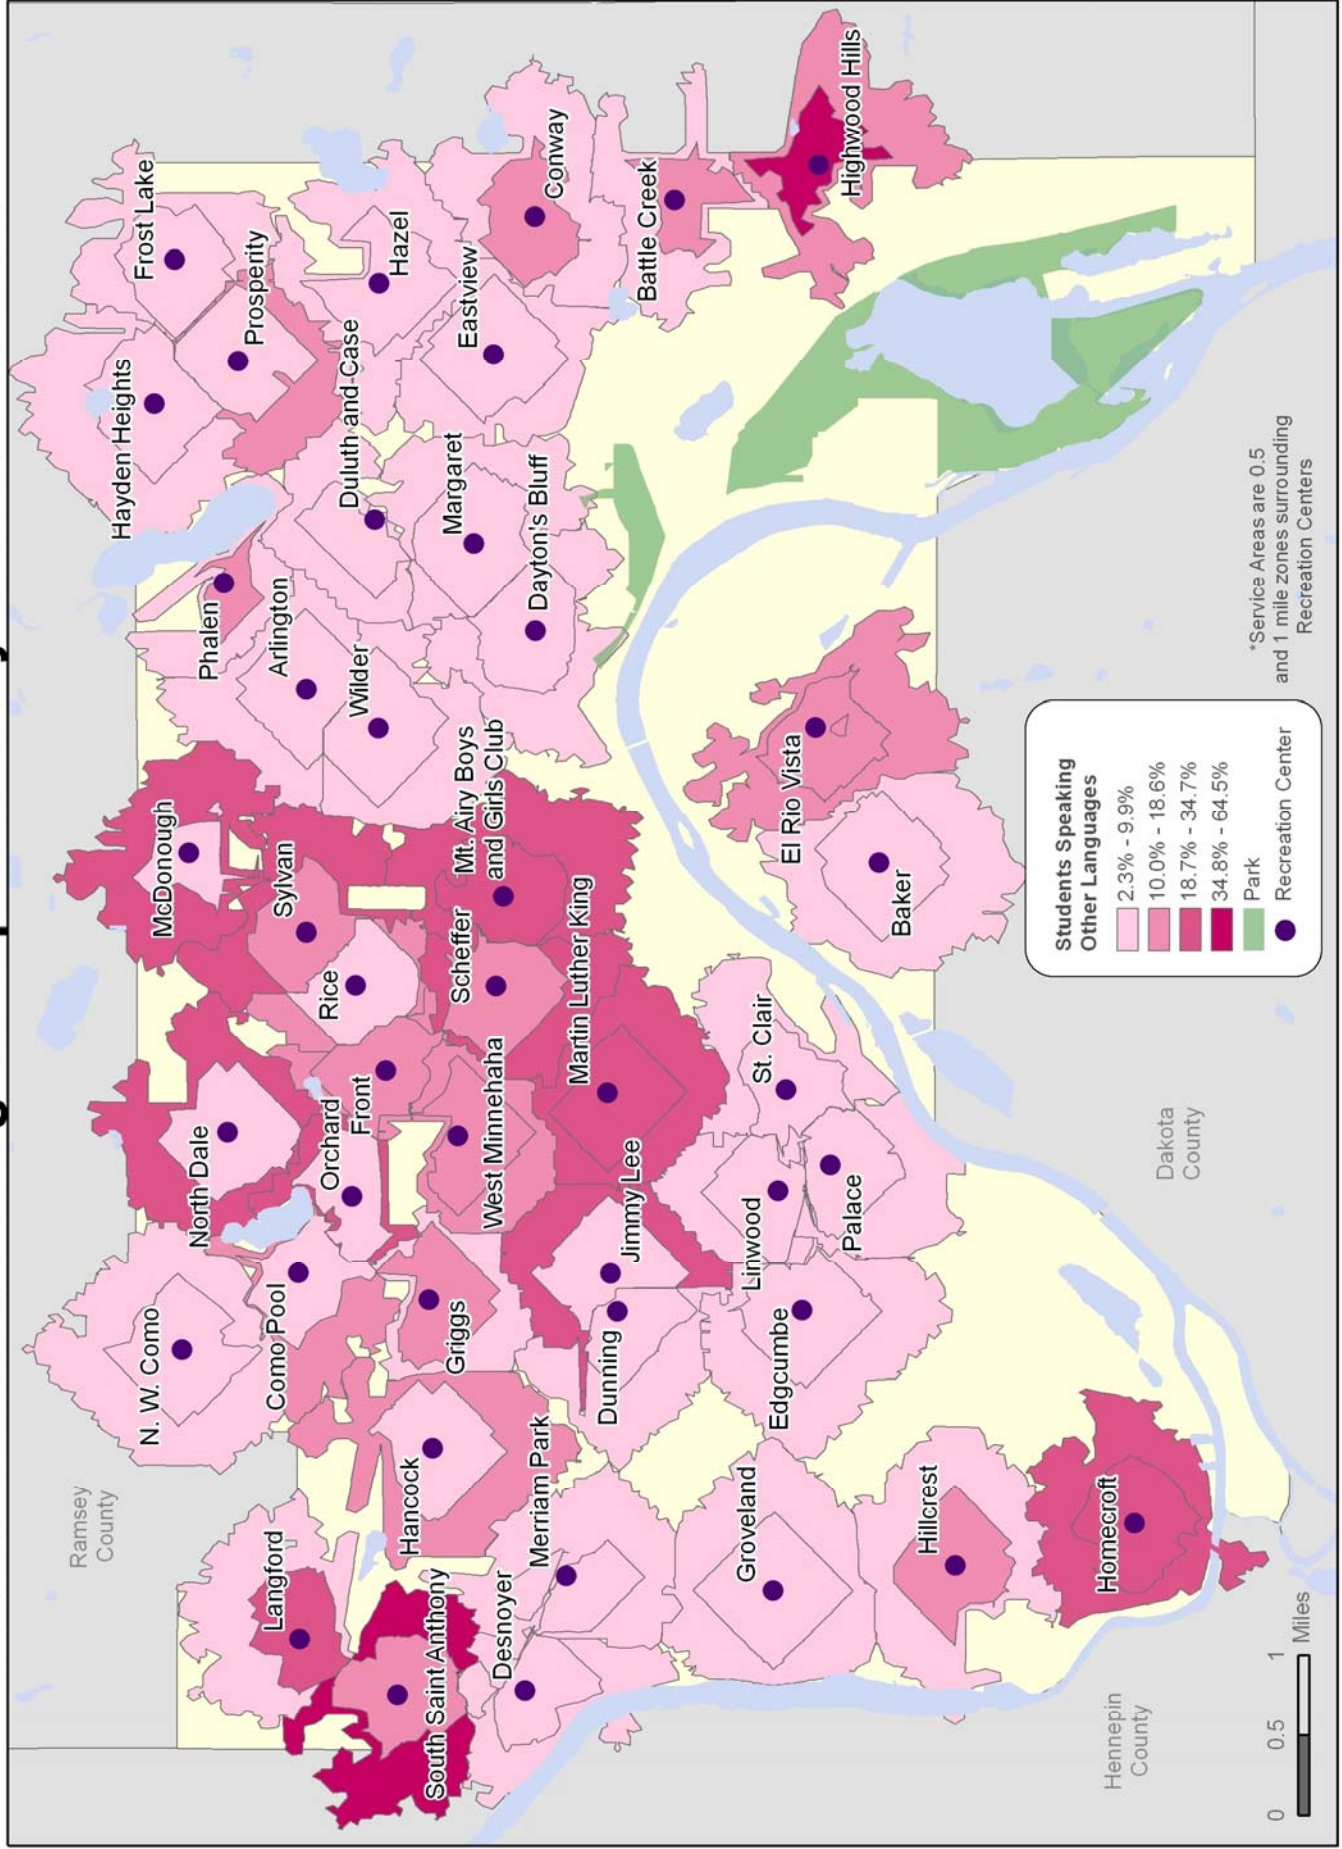 Ramsey
County
Frost Lake
Hayden Heights
Prosperity
Hazel
Conway
Eastview
Battle Creek
Highwood Hills
Duluth and Case
Margaret
Dayton's Bluff
Phalen
Arlington
Wilder
McDonough
Sylvan
Mt. Airy Boys
and Girls Club
Rice
Scheffer
Martin Luther King
North Dale
Orchard
Front
West Minnehaha
St. Clair
Jimmy Lee
Linwood
Palace
N. W. Como
Como Pool
Griggs
Dunning
Edgcumbe
Langford
Hancock
Merriam Park
Groveland
Hillcrest
Homecroft
South Saint Anthony
Desnoyer
El Rio Vista
Baker
Students Speaking
Other Languages
2.3% - 9.9%
10.0% - 18.6%
18.7% - 34.7%
34.8% - 64.5%
Park
Recreation Center
*Service Areas are 0.5
and 1 mile zones surrounding
Recreation Centers
Dakota
County
Hennepin
County
0 0.5 1
Miles